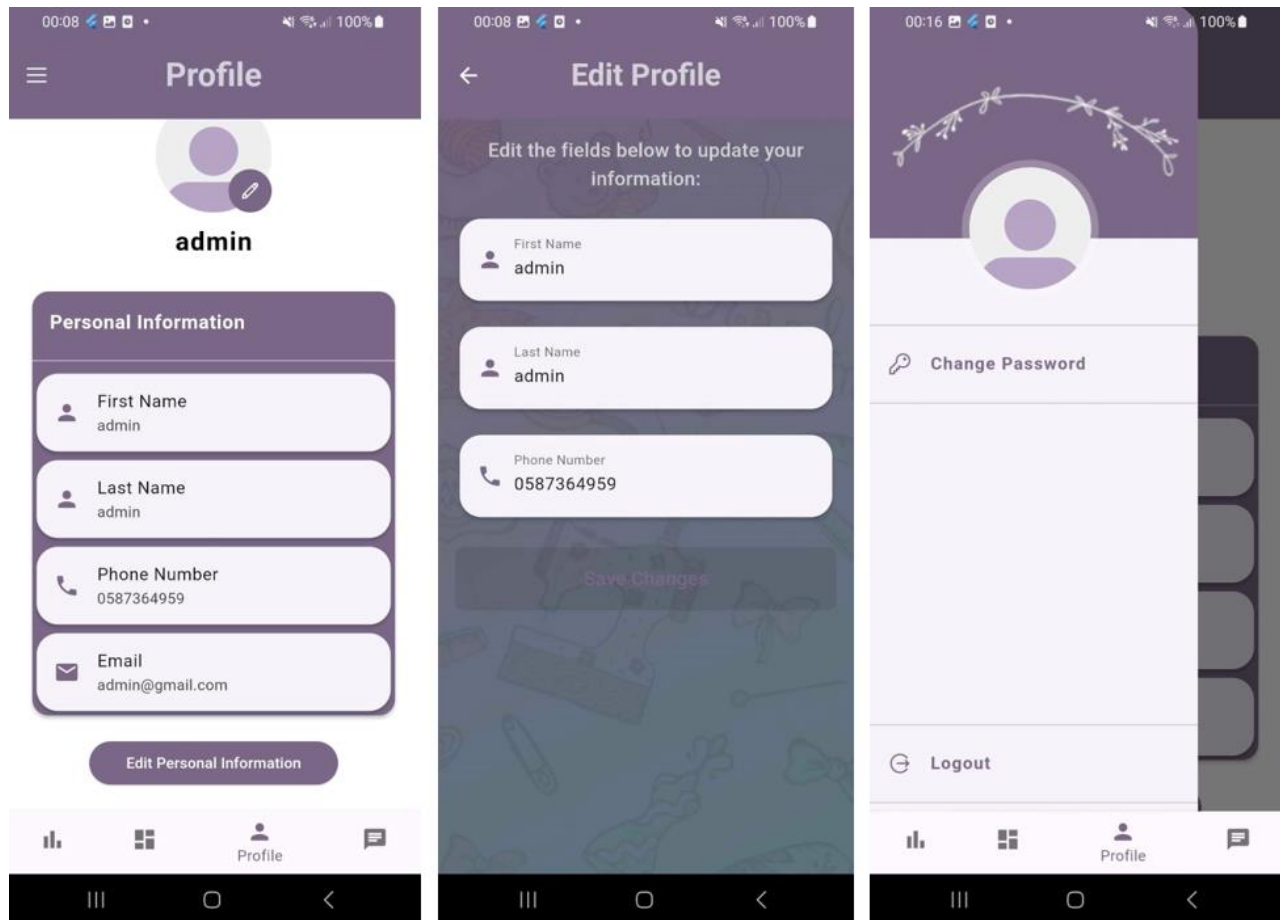 00:08
100%
Profile
admin
Personal Information
First Name
admin
Last Name
admin
Phone Number
0587364959
Email
admin@gmail.com
Edit Personal Information
Profile
00:08
100%
Edit Profile
Edit the fields below to update your
information:
First Name
admin
Last Name
admin
Phone Number
0587364959
Save Changes
00:16
100%
Change Password
Logout
Profile